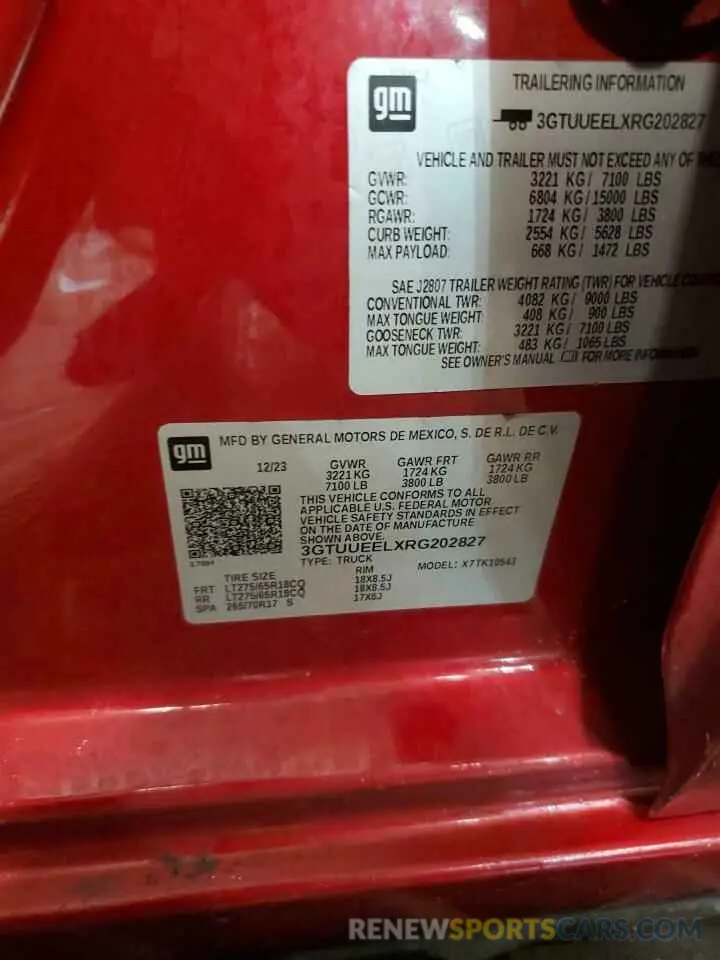 gm
TRAILERING INFORMATION
3GTUUEELXRG202827
VEHICLE AND TRAILER MUST NOT EXCEED ANY OF
GVWR: 3221 KG/ 7100 LBS
GCWR: 6804 KG/15000 LBS
RGAWR: 1724 KG/ 3800 LBS
CURB WEIGHT: 2554 KG/ 5628 LBS
MAX PAYLOAD: 668 KG/ 1472 LBS
SAE J2807 TRAILER WEIGHT RATING (TWR) FOR VEHICLE
CONVENTIONAL TWR: 4082 KG/ 9000 LBS
MAX TONGUE WEIGHT: 408 KG/ 900 LBS
GOOSENECK TWR: 3221 KG/ 7100 LBS
MAX TONGUE WEIGHT: 483 KG/ 1065 LBS
SEE OWNER'S MANUAL FOR MORE INFORMATION
gm
MFD BY GENERAL MOTORS DE MEXICO, S. DE R.L. DE C.V.
12/23 GVWR GAWR FRT GAWR RR
3221 KG 1724 KG 1724 KG
7100 LB 3800 LB 3800 LB
THIS VEHICLE CONFORMS TO ALL
APPLICABLE U.S. FEDERAL MOTOR
VEHICLE SAFETY STANDARDS IN EFFECT
ON THE DATE OF MANUFACTURE
SHOWN ABOVE.
3GTUUEELXRG202827
TYPE: TRUCK MODEL: X7TK10543
TIRE SIZE RIM
FRT LT275/65R18CQ 18X8.5J
RR LT275/65R18CQ 18X8.5J
SPA 265/70R17 S 17X8J
RENEWSPORTSCARS.COM